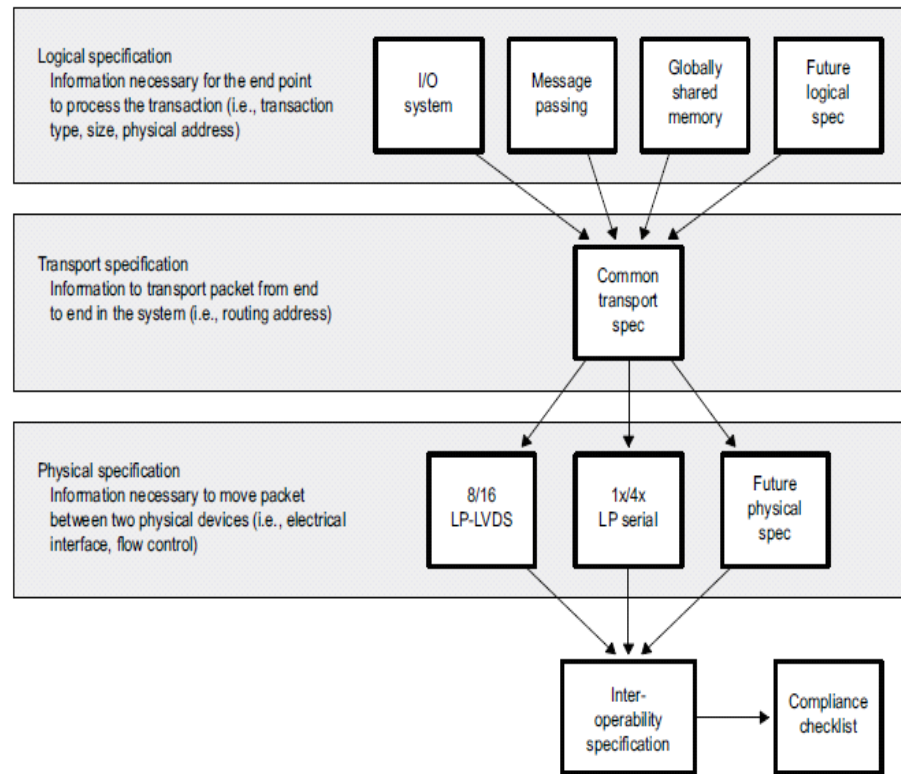 Logical specification
Information necessary for the end point
to process the transaction (i.e., transaction
type, size, physical address)
I/O
system
Message
passing
Globally
shared
memory
Future
logical
spec
Transport specification
Information to transport packet from end
to end in the system (i.e., routing address)
Common
transport
spec
Physical specification
Information necessary to move packet
between two physical devices (i.e., electrical
interface, flow control)
8/16
LP-LVDS
1x/4x
LP serial
Future
physical
spec
Inter-
operability
specification
Compliance
checklist